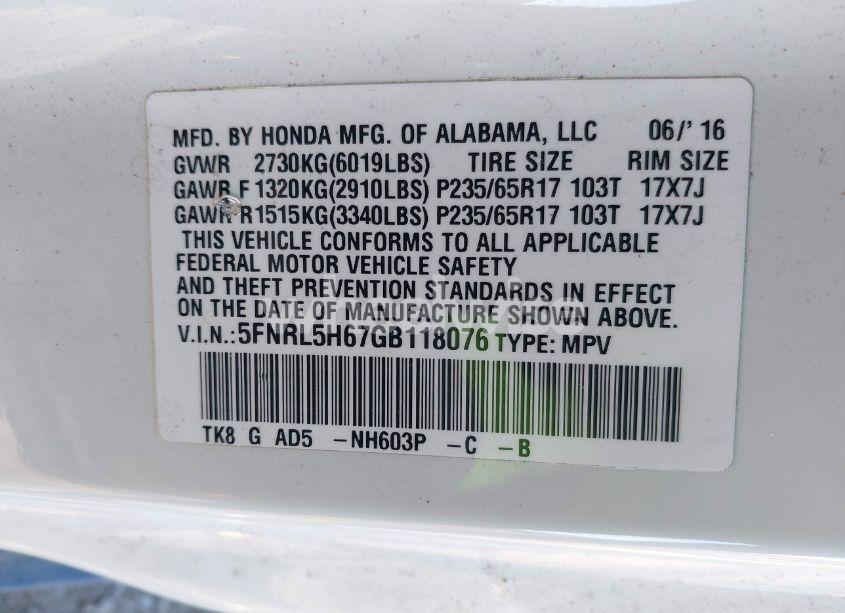 MFD. BY HONDA MFG. OF ALABAMA, LLC 06/'16
GVWR 2730KG(6019LBS) TIRE SIZE RIM SIZE
GAWR F 1320KG(2910LBS) P235/65R17 103T 17X7J
GAWR R1515KG(3340LBS) P235/65R17 103T 17X7J
THIS VEHICLE CONFORMS TO ALL APPLICABLE
FEDERAL MOTOR VEHICLE SAFETY
AND THEFT PREVENTION STANDARDS IN EFFECT
ON THE DATE OF MANUFACTURE SHOWN ABOVE.
V.I.N.:5FNRL5H67GB118076 TYPE: MPV
TK8 G AD5 -NH603P -C -B